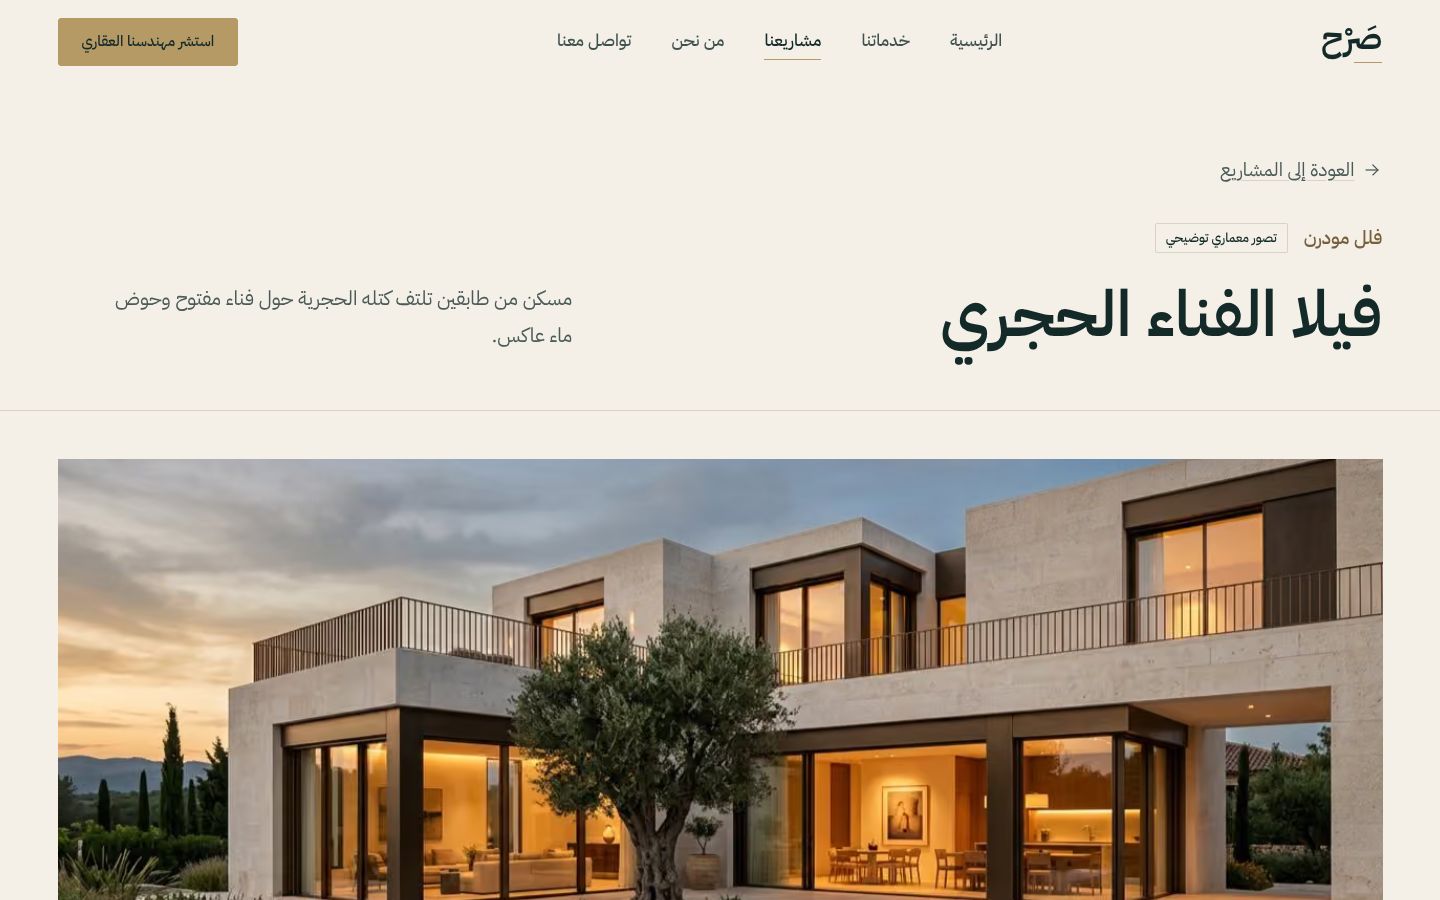 صَرْح
الرئيسية
خدماتنا
مشاريعنا
من نحن
تواصل معنا
استشر مهندسنا العقاري
العودة إلى المشاريع
فلل مودرن
تصور معماري توضيحي
فيلا الفناء الحجري
مسكن من طابقين تلتف كتله الحجرية حول فناء مفتوح وحوض
ماء عاكس.